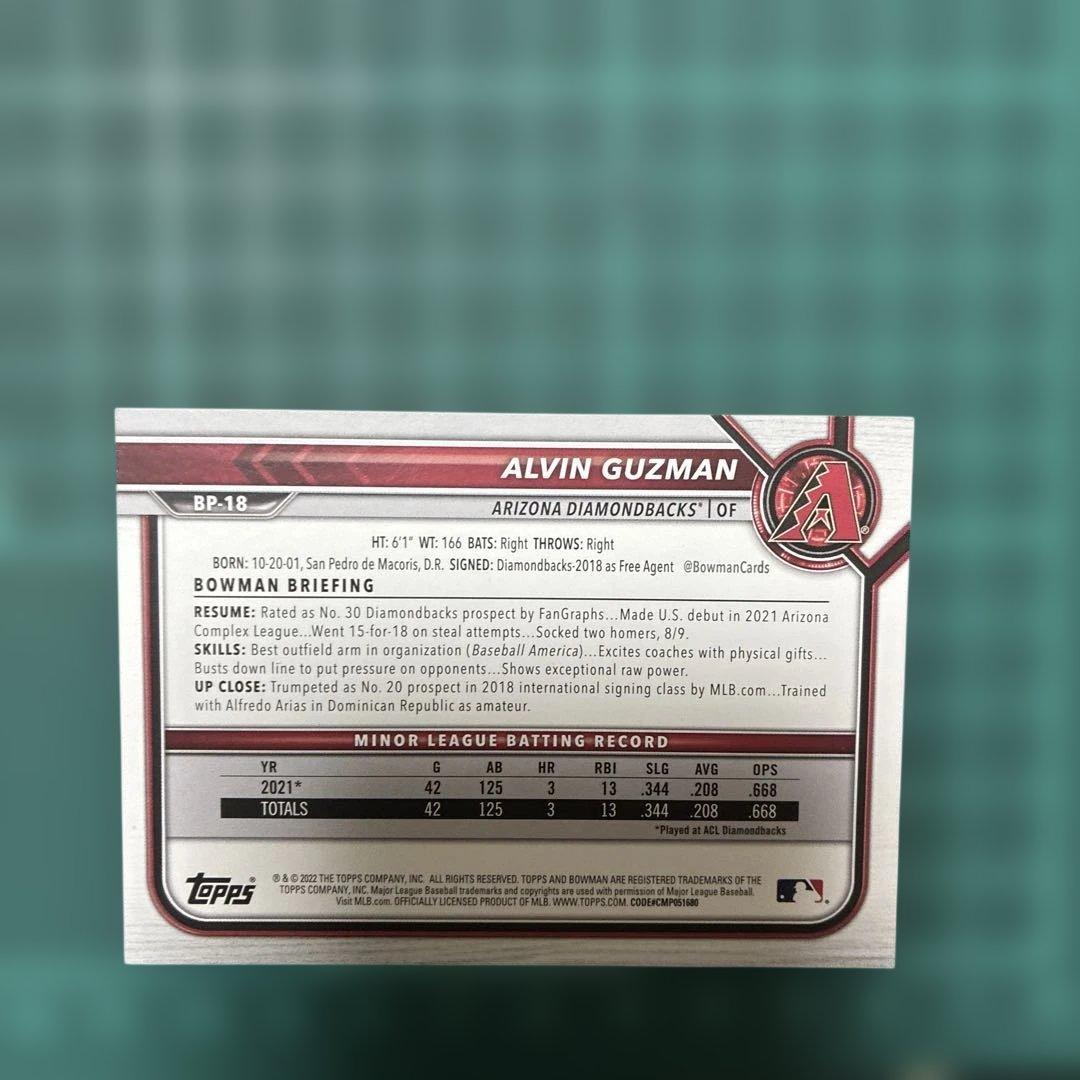 ALVIN GUZMAN
BP-18
ARIZONA DIAMONDBACKS® | OF
HT: 6'1" WT: 166 BATS: Right THROWS: Right
BORN: 10-20-01, San Pedro de Macoris, D.R. SIGNED: Diamondbacks-2018 as Free Agent @BowmanCards
BOWMAN BRIEFING
RESUME: Rated as No. 30 Diamondbacks prospect by FanGraphs...Made U.S. debut in 2021 Arizona
Complex League...Went 15-for-18 on steal attempts...Socked two homers, 8/9.
SKILLS: Best outfield arm in organization (Baseball America)...Excites coaches with physical gifts...
Busts down line to put pressure on opponents...Shows exceptional raw power.
UP CLOSE: Trumpeted as No. 20 prospect in 2018 international signing class by MLB.com...Trained
with Alfredo Arias in Dominican Republic as amateur.
MINOR LEAGUE BATTING RECORD
YR G AB HR RBI SLG AVG OPS
2021* 42 125 3 13 .344 .208 .668
TOTALS 42 125 3 13 .344 .208 .668
*Played at ACL Diamondbacks
Topps®
® & © 2022 THE TOPPS COMPANY, INC. ALL RIGHTS RESERVED. TOPPS AND BOWMAN ARE REGISTERED TRADEMARKS OF THE
TOPPS COMPANY, INC. Major League Baseball trademarks and copyrights are used with permission of Major League Baseball.
Visit MLB.com. OFFICIALLY LICENSED PRODUCT OF MLB. WWW.TOPPS.COM. CODE#CMP051680